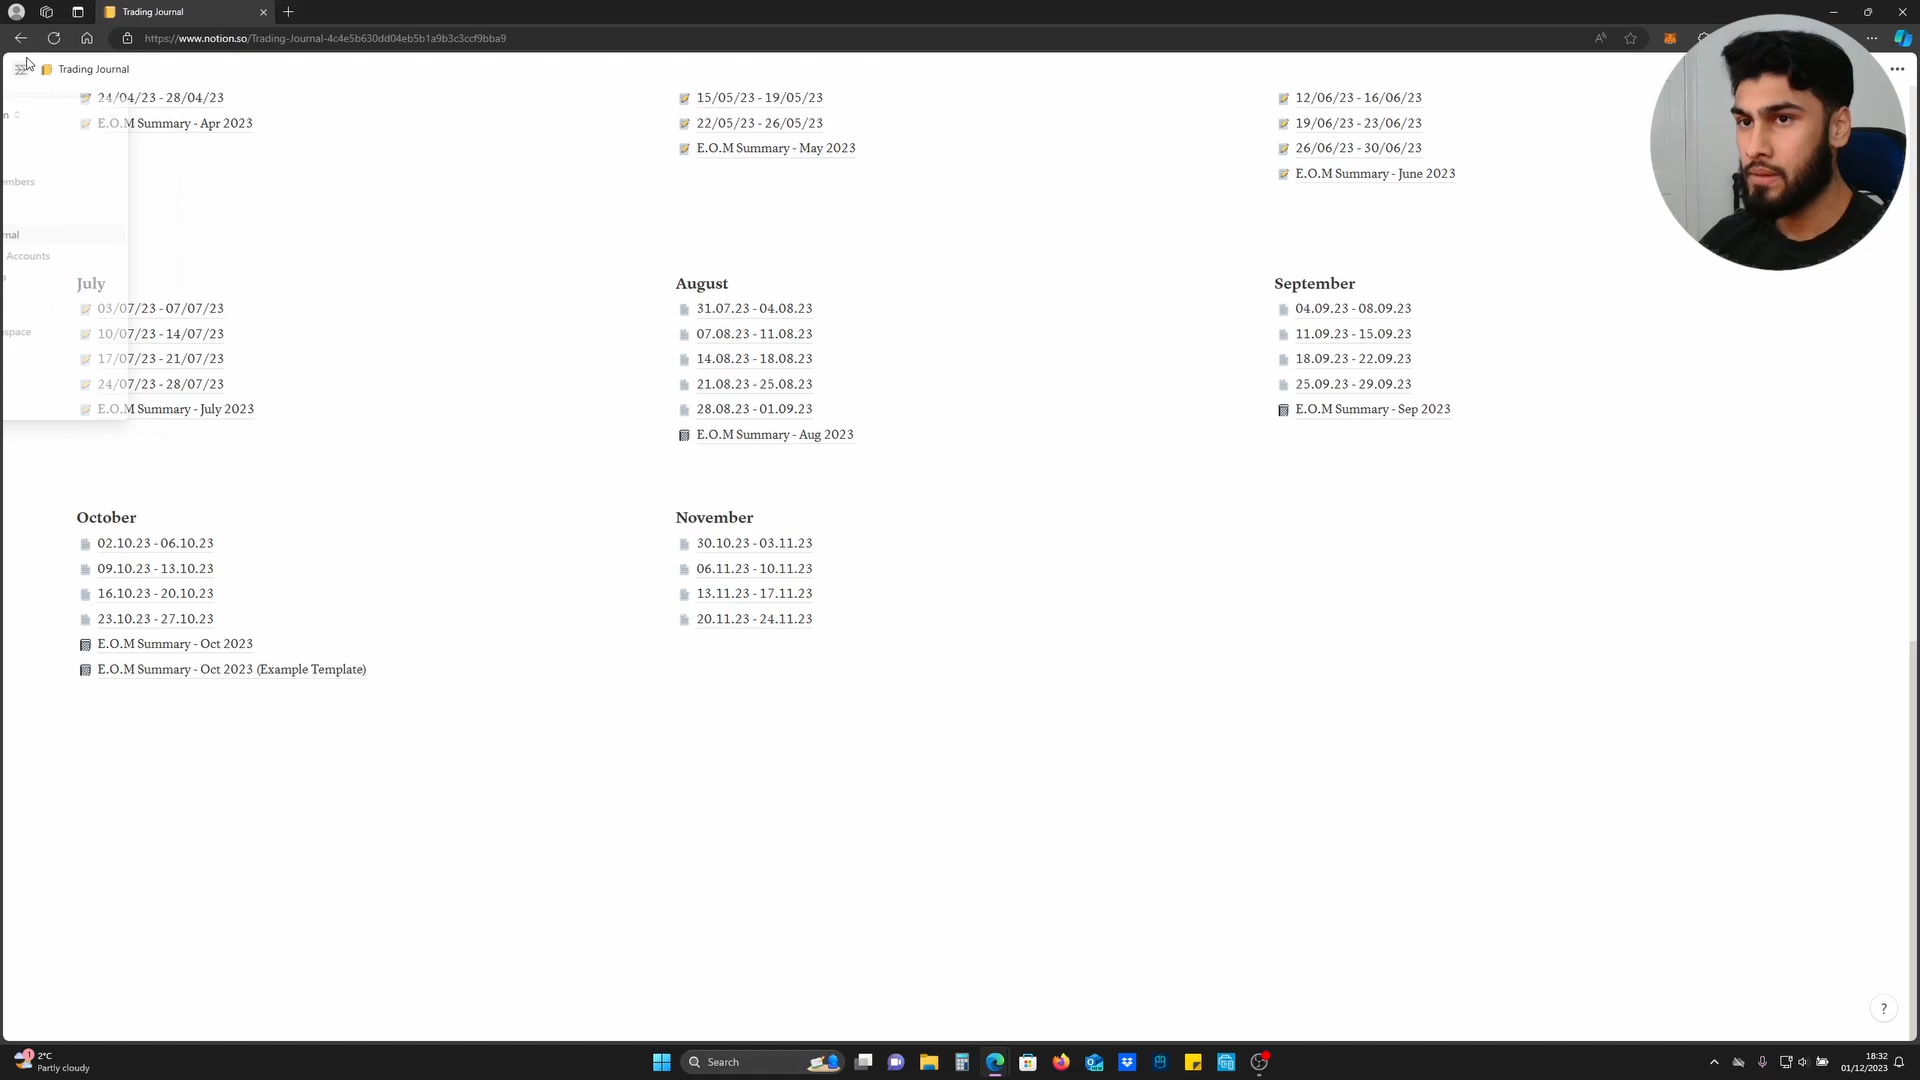 Trading Journal
https://www.notion.so/Trading-Journal-4c4e5b630dd04eb5b1a9b3c3ccf9bba9
Trading Journal
24/04/23 - 28/04/23
E.O.M Summary - Apr 2023
15/05/23 - 19/05/23
22/05/23 - 26/05/23
E.O.M Summary - May 2023
12/06/23 - 16/06/23
19/06/23 - 23/06/23
26/06/23 - 30/06/23
E.O.M Summary - June 2023
n
embers
rnal
Accounts
nspace
July
03/07/23 - 07/07/23
10/07/23 - 14/07/23
17/07/23 - 21/07/23
24/07/23 - 28/07/23
E.O.M Summary - July 2023
August
31.07.23 - 04.08.23
07.08.23 - 11.08.23
14.08.23 - 18.08.23
21.08.23 - 25.08.23
28.08.23 - 01.09.23
E.O.M Summary - Aug 2023
September
04.09.23 - 08.09.23
11.09.23 - 15.09.23
18.09.23 - 22.09.23
25.09.23 - 29.09.23
E.O.M Summary - Sep 2023
October
02.10.23 - 06.10.23
09.10.23 - 13.10.23
16.10.23 - 20.10.23
23.10.23 - 27.10.23
E.O.M Summary - Oct 2023
E.O.M Summary - Oct 2023 (Example Template)
November
30.10.23 - 03.11.23
06.11.23 - 10.11.23
13.11.23 - 17.11.23
20.11.23 - 24.11.23
?
1
2°C
Partly cloudy
Search
18:32
01/12/2023